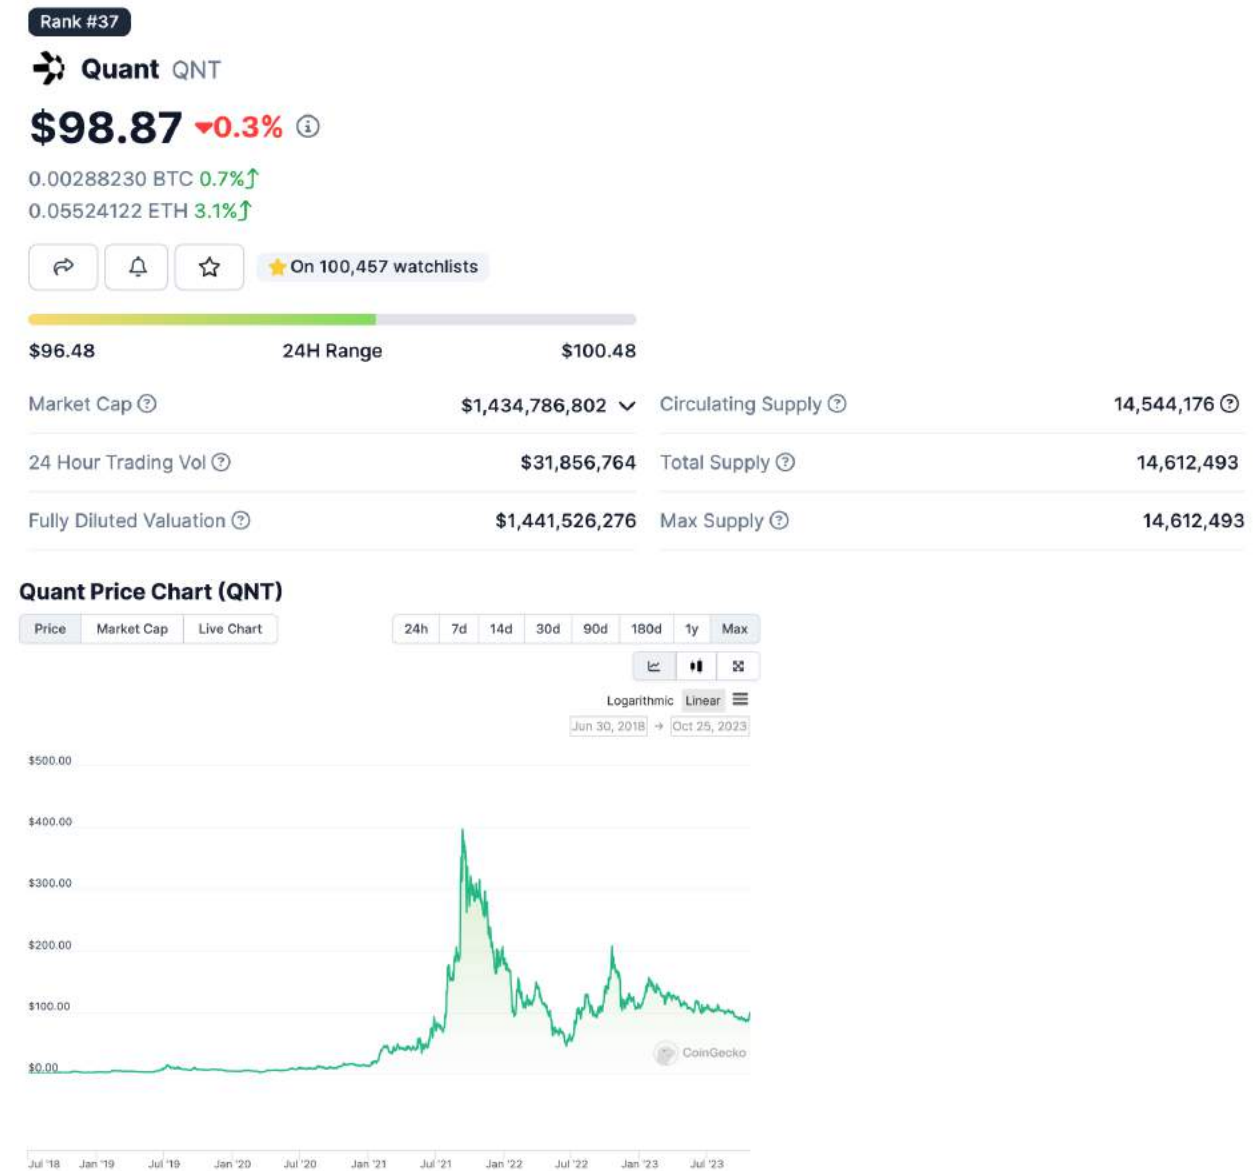 Rank #37
Quant QNT
$98.87 0.3%
0.00288230 BTC 0.7%
0.05524122 ETH 3.1%
On 100,457 watchlists
$96.48 24H Range $100.48
Market Cap $1,434,786,802 Circulating Supply 14,544,176
24 Hour Trading Vol $31,856,764 Total Supply 14,612,493
Fully Diluted Valuation $1,441,526,276 Max Supply 14,612,493
Quant Price Chart (QNT)
Price Market Cap Live Chart 24h 7d 14d 30d 90d 180d 1y Max
Logarithmic Linear
Jun 30, 2018 → Oct 25, 2023
$500.00
$400.00
$300.00
$200.00
$100.00
CoinGecko
$0.00
Jul '18 Jan '19 Jul '19 Jan '20 Jul '20 Jan '21 Jul '21 Jan '22 Jul '22 Jan '23 Jul '23